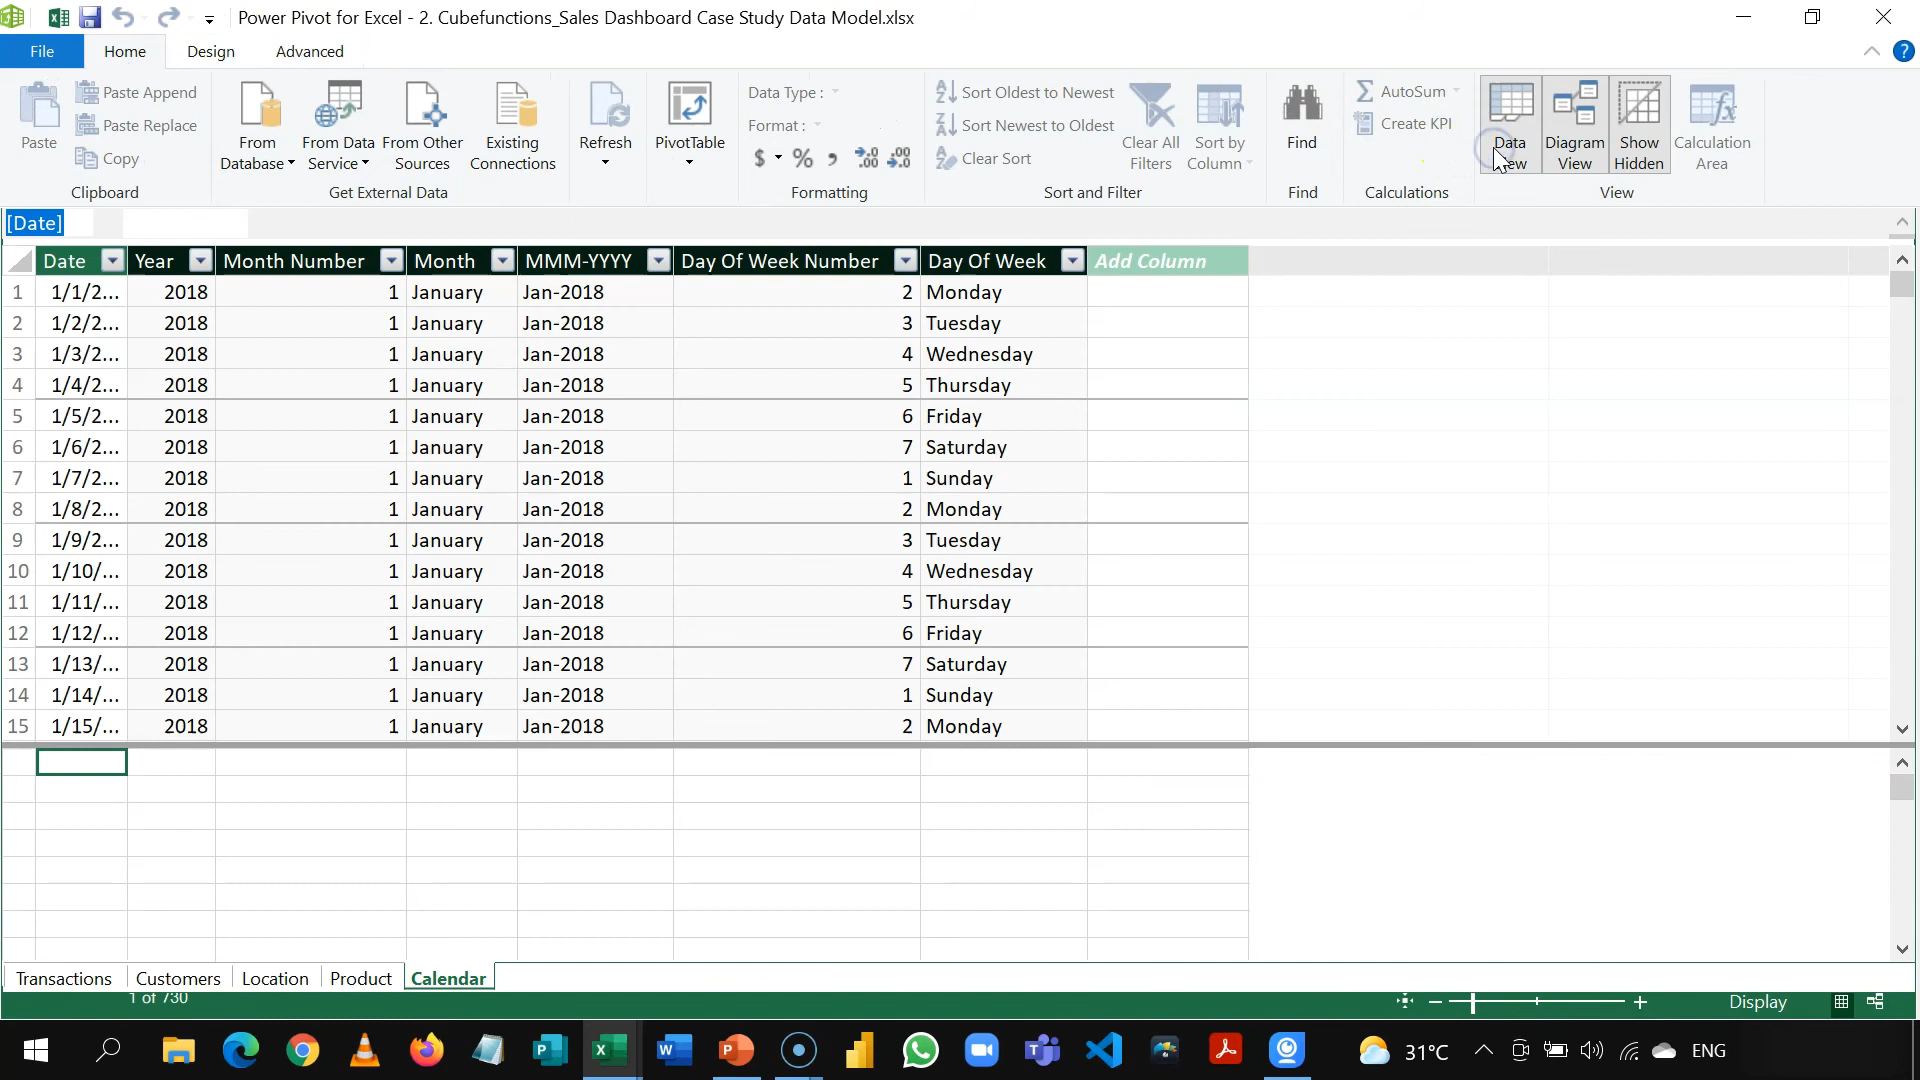 Power Pivot for Excel - 2. Cubefunctions_Sales Dashboard Case Study Data Model.xlsx
File Home Design Advanced
Paste
Paste Append
Paste Replace
Copy
Clipboard
From Database
From Data Service
From Other Sources
Existing Connections
Get External Data
Refresh
PivotTable
Data Type :
Format :
$ % ,
Formatting
Sort Oldest to Newest
Sort Newest to Oldest
Clear Sort
Clear All Filters
Sort by Column
Sort and Filter
Find
Find
AutoSum
Create KPI
Calculations
Data
Diagram View
Show Hidden
Calculation Area
View
[Date]
Date Year Month Number Month MMM-YYYY Day Of Week Number Day Of Week Add Column
1 1/1/2... 2018 1 January Jan-2018 2 Monday
2 1/2/2... 2018 1 January Jan-2018 3 Tuesday
3 1/3/2... 2018 1 January Jan-2018 4 Wednesday
4 1/4/2... 2018 1 January Jan-2018 5 Thursday
5 1/5/2... 2018 1 January Jan-2018 6 Friday
6 1/6/2... 2018 1 January Jan-2018 7 Saturday
7 1/7/2... 2018 1 January Jan-2018 1 Sunday
8 1/8/2... 2018 1 January Jan-2018 2 Monday
9 1/9/2... 2018 1 January Jan-2018 3 Tuesday
10 1/10/... 2018 1 January Jan-2018 4 Wednesday
11 1/11/... 2018 1 January Jan-2018 5 Thursday
12 1/12/... 2018 1 January Jan-2018 6 Friday
13 1/13/... 2018 1 January Jan-2018 7 Saturday
14 1/14/... 2018 1 January Jan-2018 1 Sunday
15 1/15/... 2018 1 January Jan-2018 2 Monday
Transactions Customers Location Product Calendar
1 of 730
Display
31°C ENG